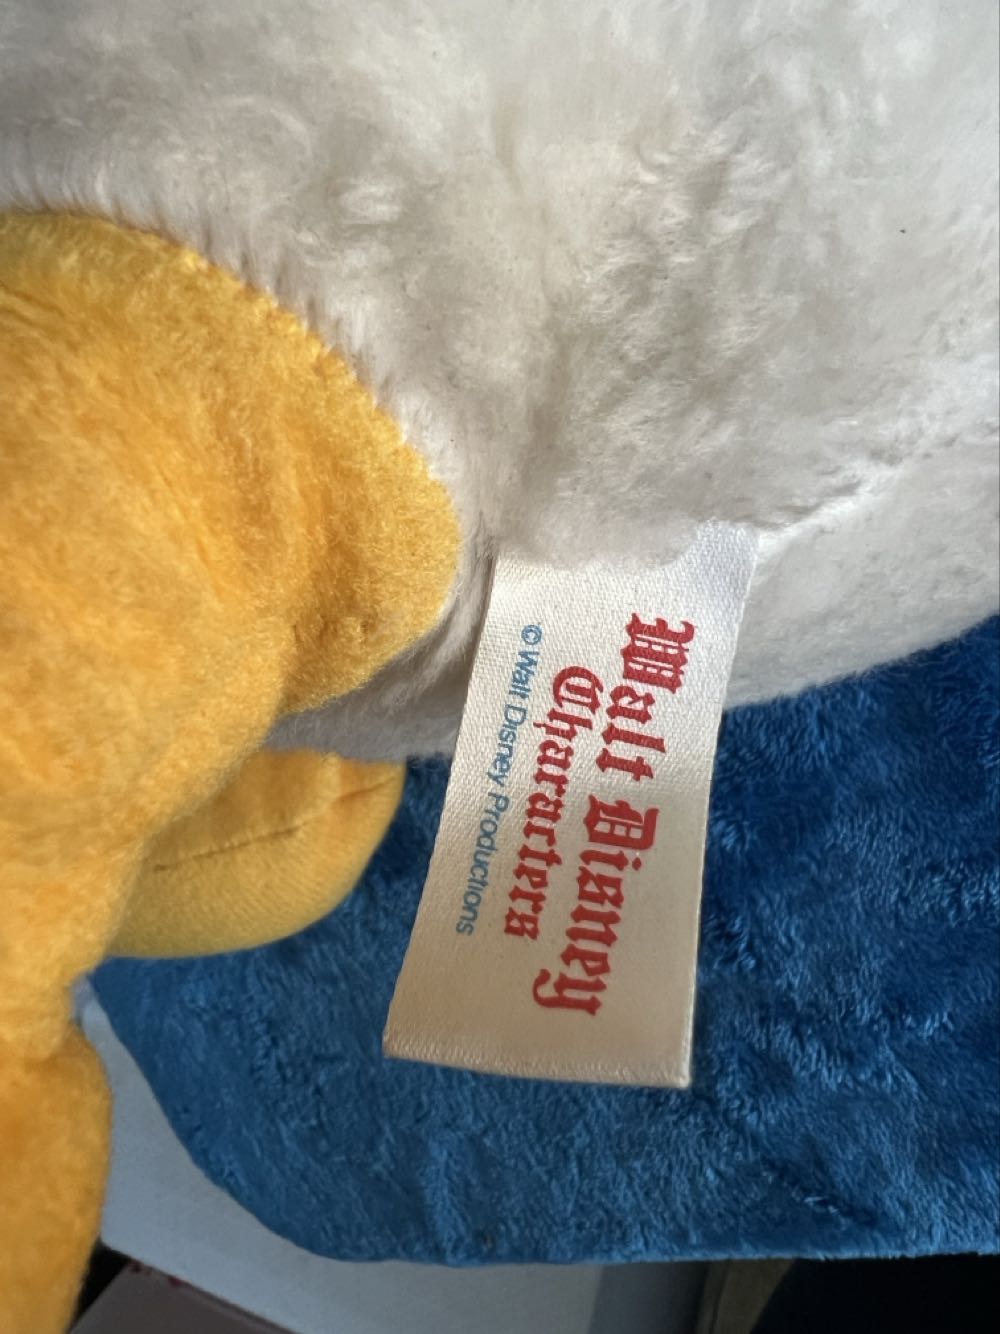 Walt Disney
Characters
© Walt Disney Productions